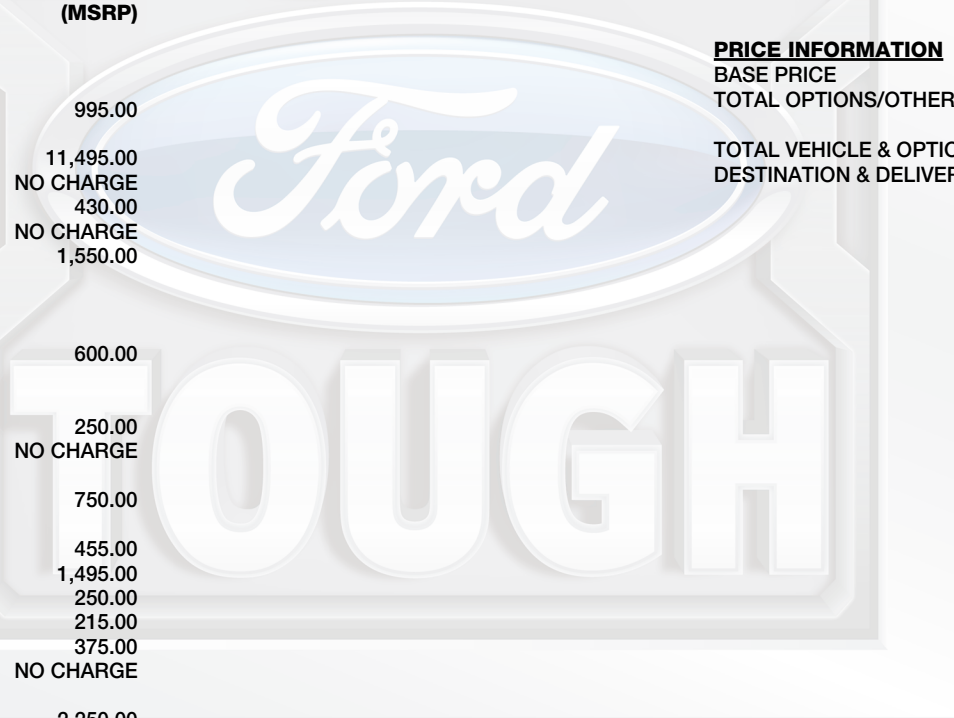 (MSRP)
995.00
11,495.00
NO CHARGE
430.00
NO CHARGE
1,550.00
600.00
250.00
NO CHARGE
750.00
455.00
1,495.00
250.00
215.00
375.00
NO CHARGE
PRICE INFORMATION
BASE PRICE
TOTAL OPTIONS/OTHER
TOTAL VEHICLE & OPTIO
DESTINATION & DELIVER
Ford
TOUGH